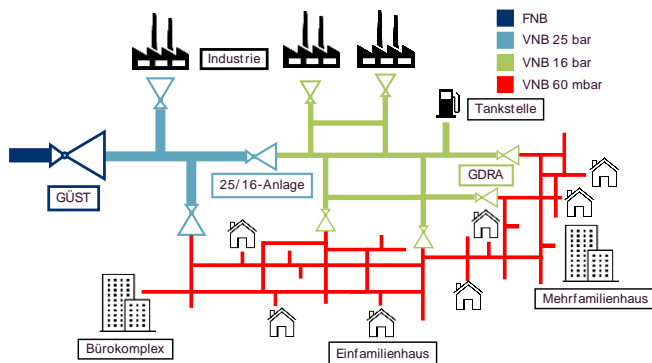 FNB
VNB 25 bar
Industrie
VNB 16 bar
VNB 60 mbar
Tankstelle
GÜST
25/16-Anlage
GDRA
Mehrfamilienhaus
Bürokomplex
Einfamilienhaus